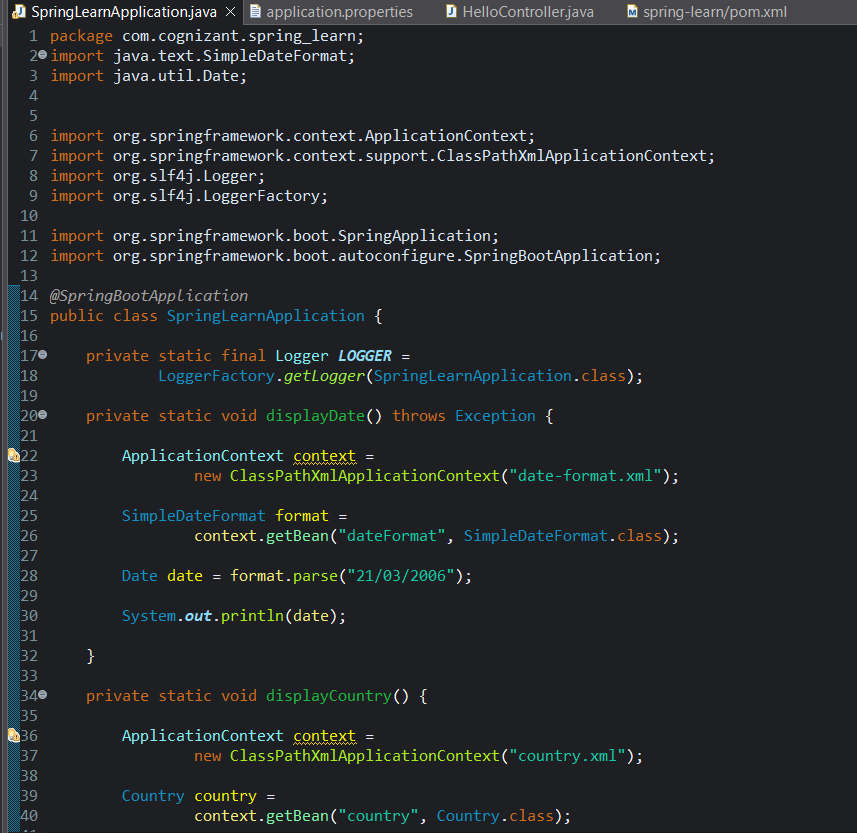 SpringLearnApplication.java application.properties HelloController.java spring-learn/pom.xml
1 package com.cognizant.spring_learn;
2 import java.text.SimpleDateFormat;
3 import java.util.Date;
4
5
6 import org.springframework.context.ApplicationContext;
7 import org.springframework.context.support.ClassPathXmlApplicationContext;
8 import org.slf4j.Logger;
9 import org.slf4j.LoggerFactory;
10
11 import org.springframework.boot.SpringApplication;
12 import org.springframework.boot.autoconfigure.SpringBootApplication;
13
14 @SpringBootApplication
15 public class SpringLearnApplication {
16
17     private static final Logger LOGGER =
18             LoggerFactory.getLogger(SpringLearnApplication.class);
19
20     private static void displayDate() throws Exception {
21
22         ApplicationContext context =
23                 new ClassPathXmlApplicationContext("date-format.xml");
24
25         SimpleDateFormat format =
26                 context.getBean("dateFormat", SimpleDateFormat.class);
27
28         Date date = format.parse("21/03/2006");
29
30         System.out.println(date);
31
32     }
33
34     private static void displayCountry() {
35
36         ApplicationContext context =
37                 new ClassPathXmlApplicationContext("country.xml");
38
39         Country country =
40                 context.getBean("country", Country.class);